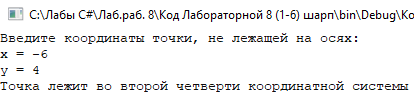 C:\Лабы C#\Лаб.раб. 8\Код Лабораторной 8 (1-6) шарп\bin\Debug\Ко
Введите координаты точки, не лежащей на осях:
x = -6
y = 4
Точка лежит во второй четверти координатной системы